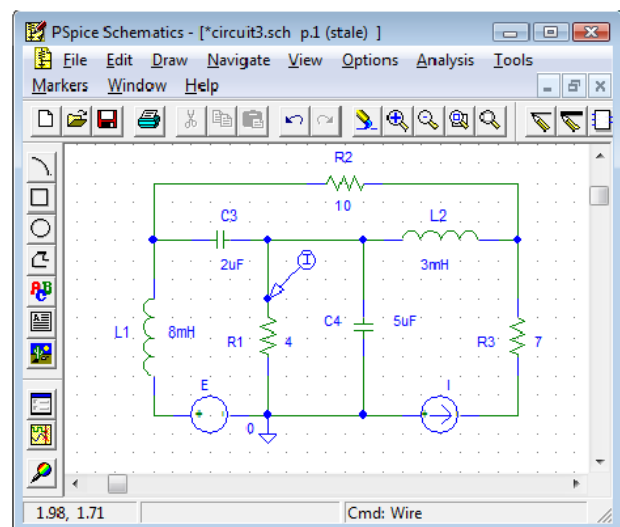 PSpice Schematics - [*circuit3.sch p.1 (stale) ]
File Edit Draw Navigate View Options Analysis Tools
Markers Window Help
R2
10
C3
2uF
L2
3mH
I
L1
8mH
R1
4
C4
5uF
R3
7
E
I
0
1.98, 1.71
Cmd: Wire